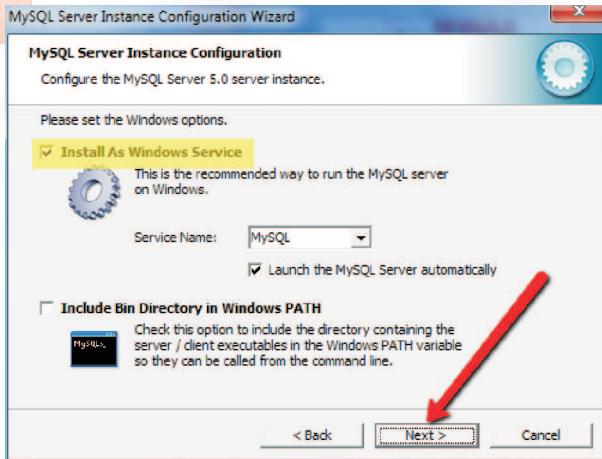 MySQL Server Instance Configuration Wizard
MySQL Server Instance Configuration
Configure the MySQL Server 5.0 server instance.
Please set the Windows options.
Install As Windows Service
This is the recommended way to run the MySQL server
on Windows.
Service Name: MySQL
Launch the MySQL Server automatically
Include Bin Directory in Windows PATH
Check this option to include the directory containing the
server / client executables in the Windows PATH variable
so they can be called from the command line.
< Back Next > Cancel